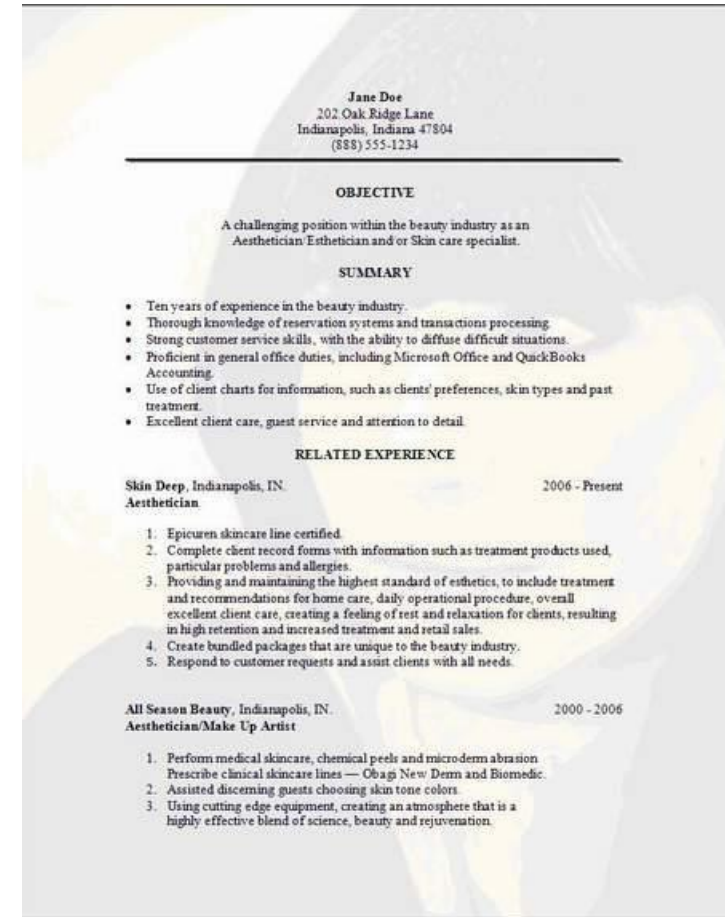 Jane Doe
202 Oak Ridge Lane
Indianapolis, Indiana 47804
(888) 555-1234
OBJECTIVE
A challenging position within the beauty industry as an
Aesthetician/Esthetician and/or Skin care specialist.
SUMMARY
• Ten years of experience in the beauty industry.
• Thorough knowledge of reservation systems and transactions processing.
• Strong customer service skills, with the ability to diffuse difficult situations.
• Proficient in general office duties, including Microsoft Office and QuickBooks
Accounting.
• Use of client charts for information, such as clients' preferences, skin types and past
treatment.
• Excellent client care, guest service and attention to detail.
RELATED EXPERIENCE
Skin Deep, Indianapolis, IN. 2006 - Present
Aesthetician
1. Epicuren skincare line certified.
2. Complete client record forms with information such as treatment products used,
particular problems and allergies.
3. Providing and maintaining the highest standard of esthetics, to include treatment
and recommendations for home care, daily operational procedure, overall
excellent client care, creating a feeling of rest and relaxation for clients, resulting
in high retention and increased treatment and retail sales.
4. Create bundled packages that are unique to the beauty industry.
5. Respond to customer requests and assist clients with all needs.
All Season Beauty, Indianapolis, IN. 2000 - 2006
Aesthetician/Make Up Artist
1. Perform medical skincare, chemical peels and microderm abrasion
Prescribe clinical skincare lines — Obagi New Derm and Biomedic.
2. Assisted discerning guests choosing skin tone colors.
3. Using cutting edge equipment, creating an atmosphere that is a
highly effective blend of science, beauty and rejuvenation.